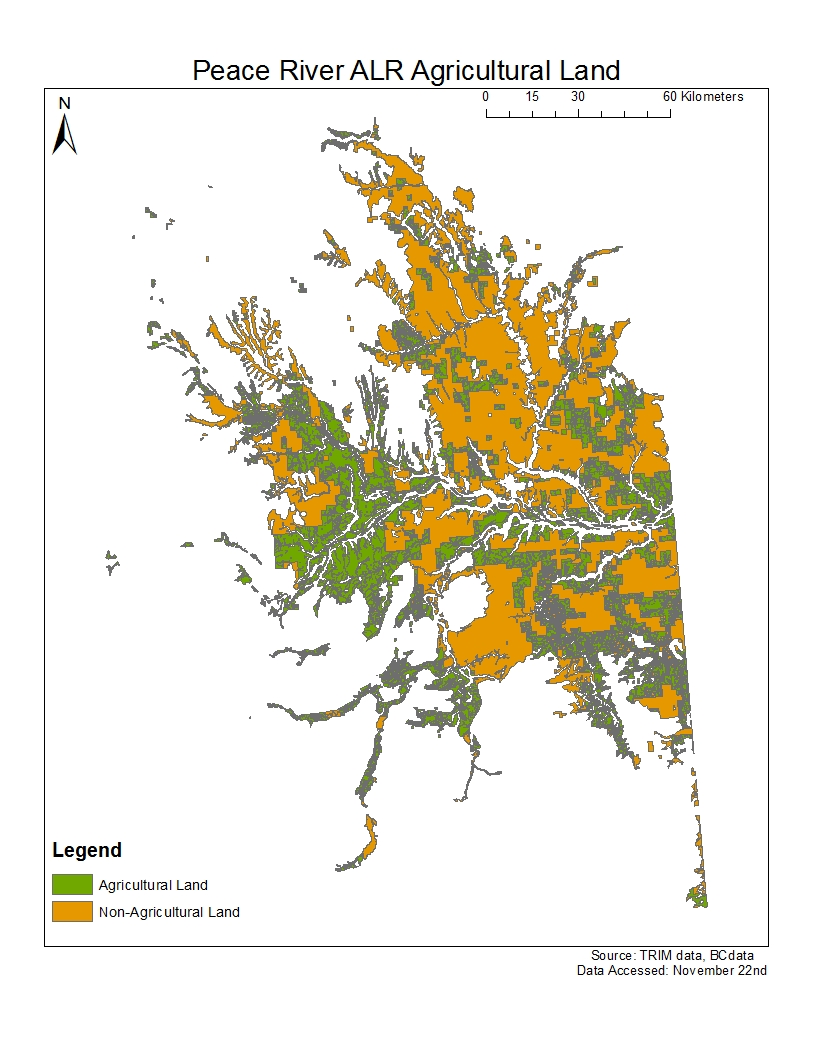 Peace River ALR Agricultural Land
N
0 15 30 60 Kilometers
Legend
Agricultural Land
Non-Agricultural Land
Source: TRIM data, BCdata
Data Accessed: November 22nd